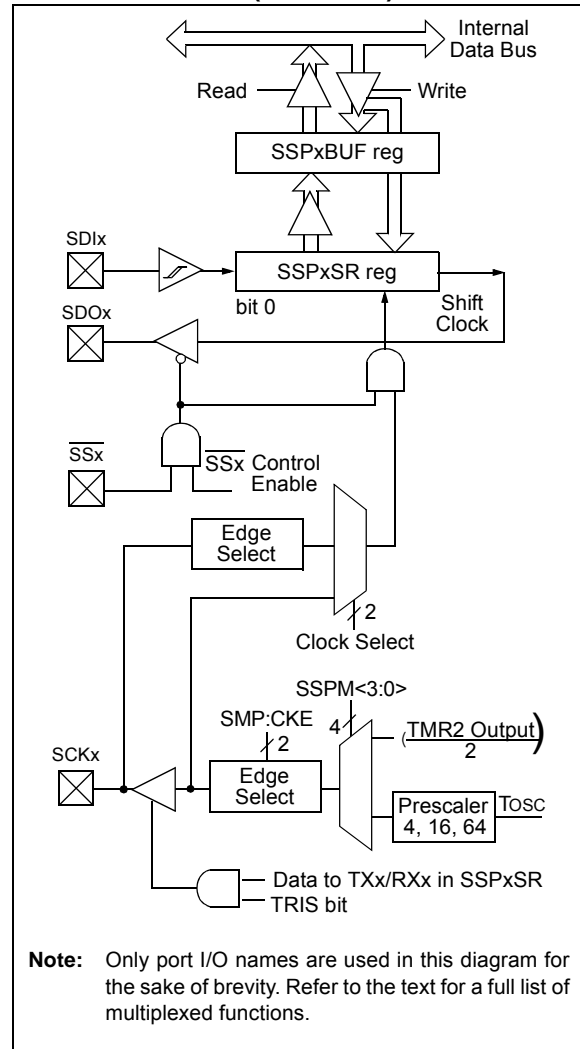 Internal
Data Bus
Read
Write
SSPxBUF reg
SDIx
SSPxSR reg
bit 0
Shift
Clock
SDOx
SSx
SSx Control
Enable
Edge
Select
2
Clock Select
SSPM<3:0>
SMP:CKE
4
2
(TMR2 Output)
2
SCKx
Edge
Select
Prescaler
4, 16, 64
TOSC
Data to TXx/RXx in SSPxSR
TRIS bit
Note: Only port I/O names are used in this diagram for
the sake of brevity. Refer to the text for a full list of
multiplexed functions.